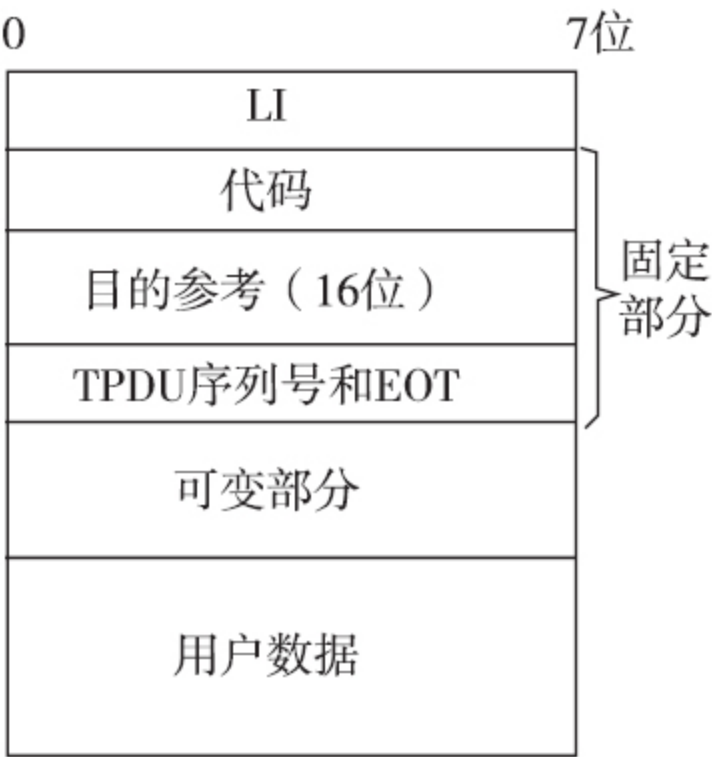 0 7位
LI
代码
目的参考（16位）
TPDU序列号和EOT
固定
部分
可变部分
用户数据